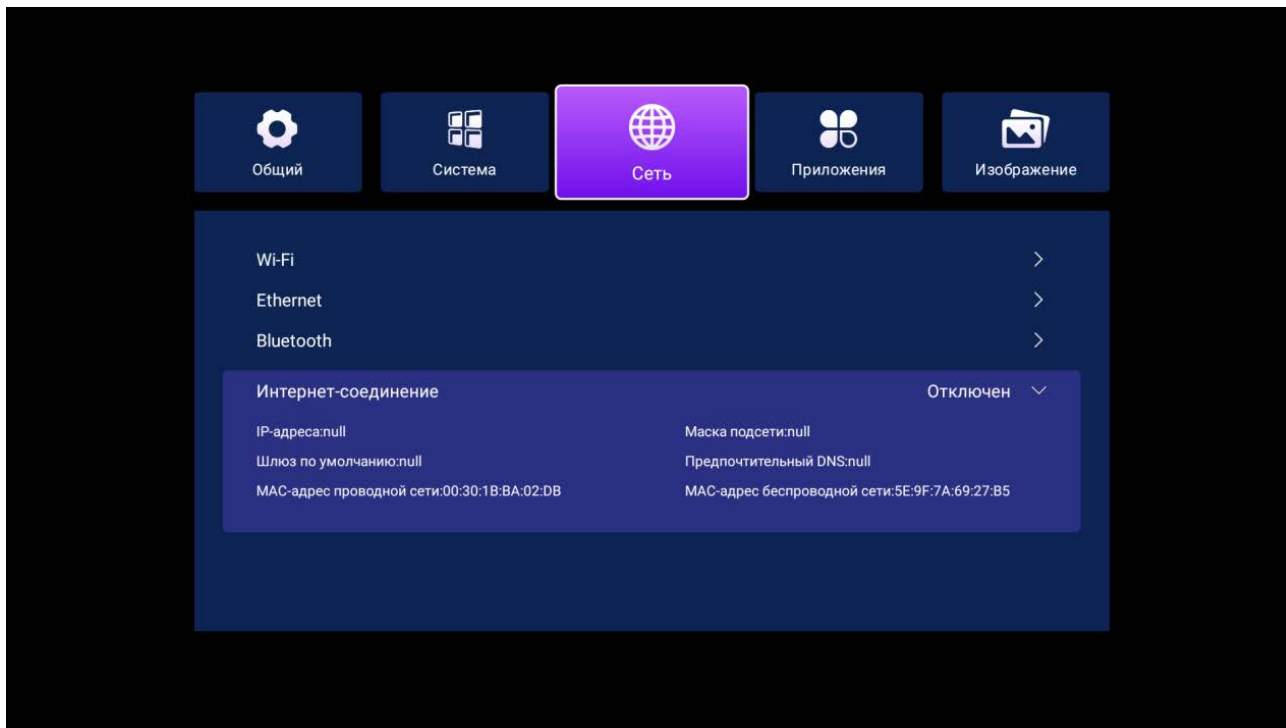 Общий
Система
Сеть
Приложения
Изображение
Wi-Fi
Ethernet
Bluetooth
Интернет-соединение
Отключен
IP-адреса:null
Маска подсети:null
Шлюз по умолчанию:null
Предпочтительный DNS:null
MAC-адрес проводной сети:00:30:1B:BA:02:DB
MAC-адрес беспроводной сети:5E:9F:7A:69:27:B5